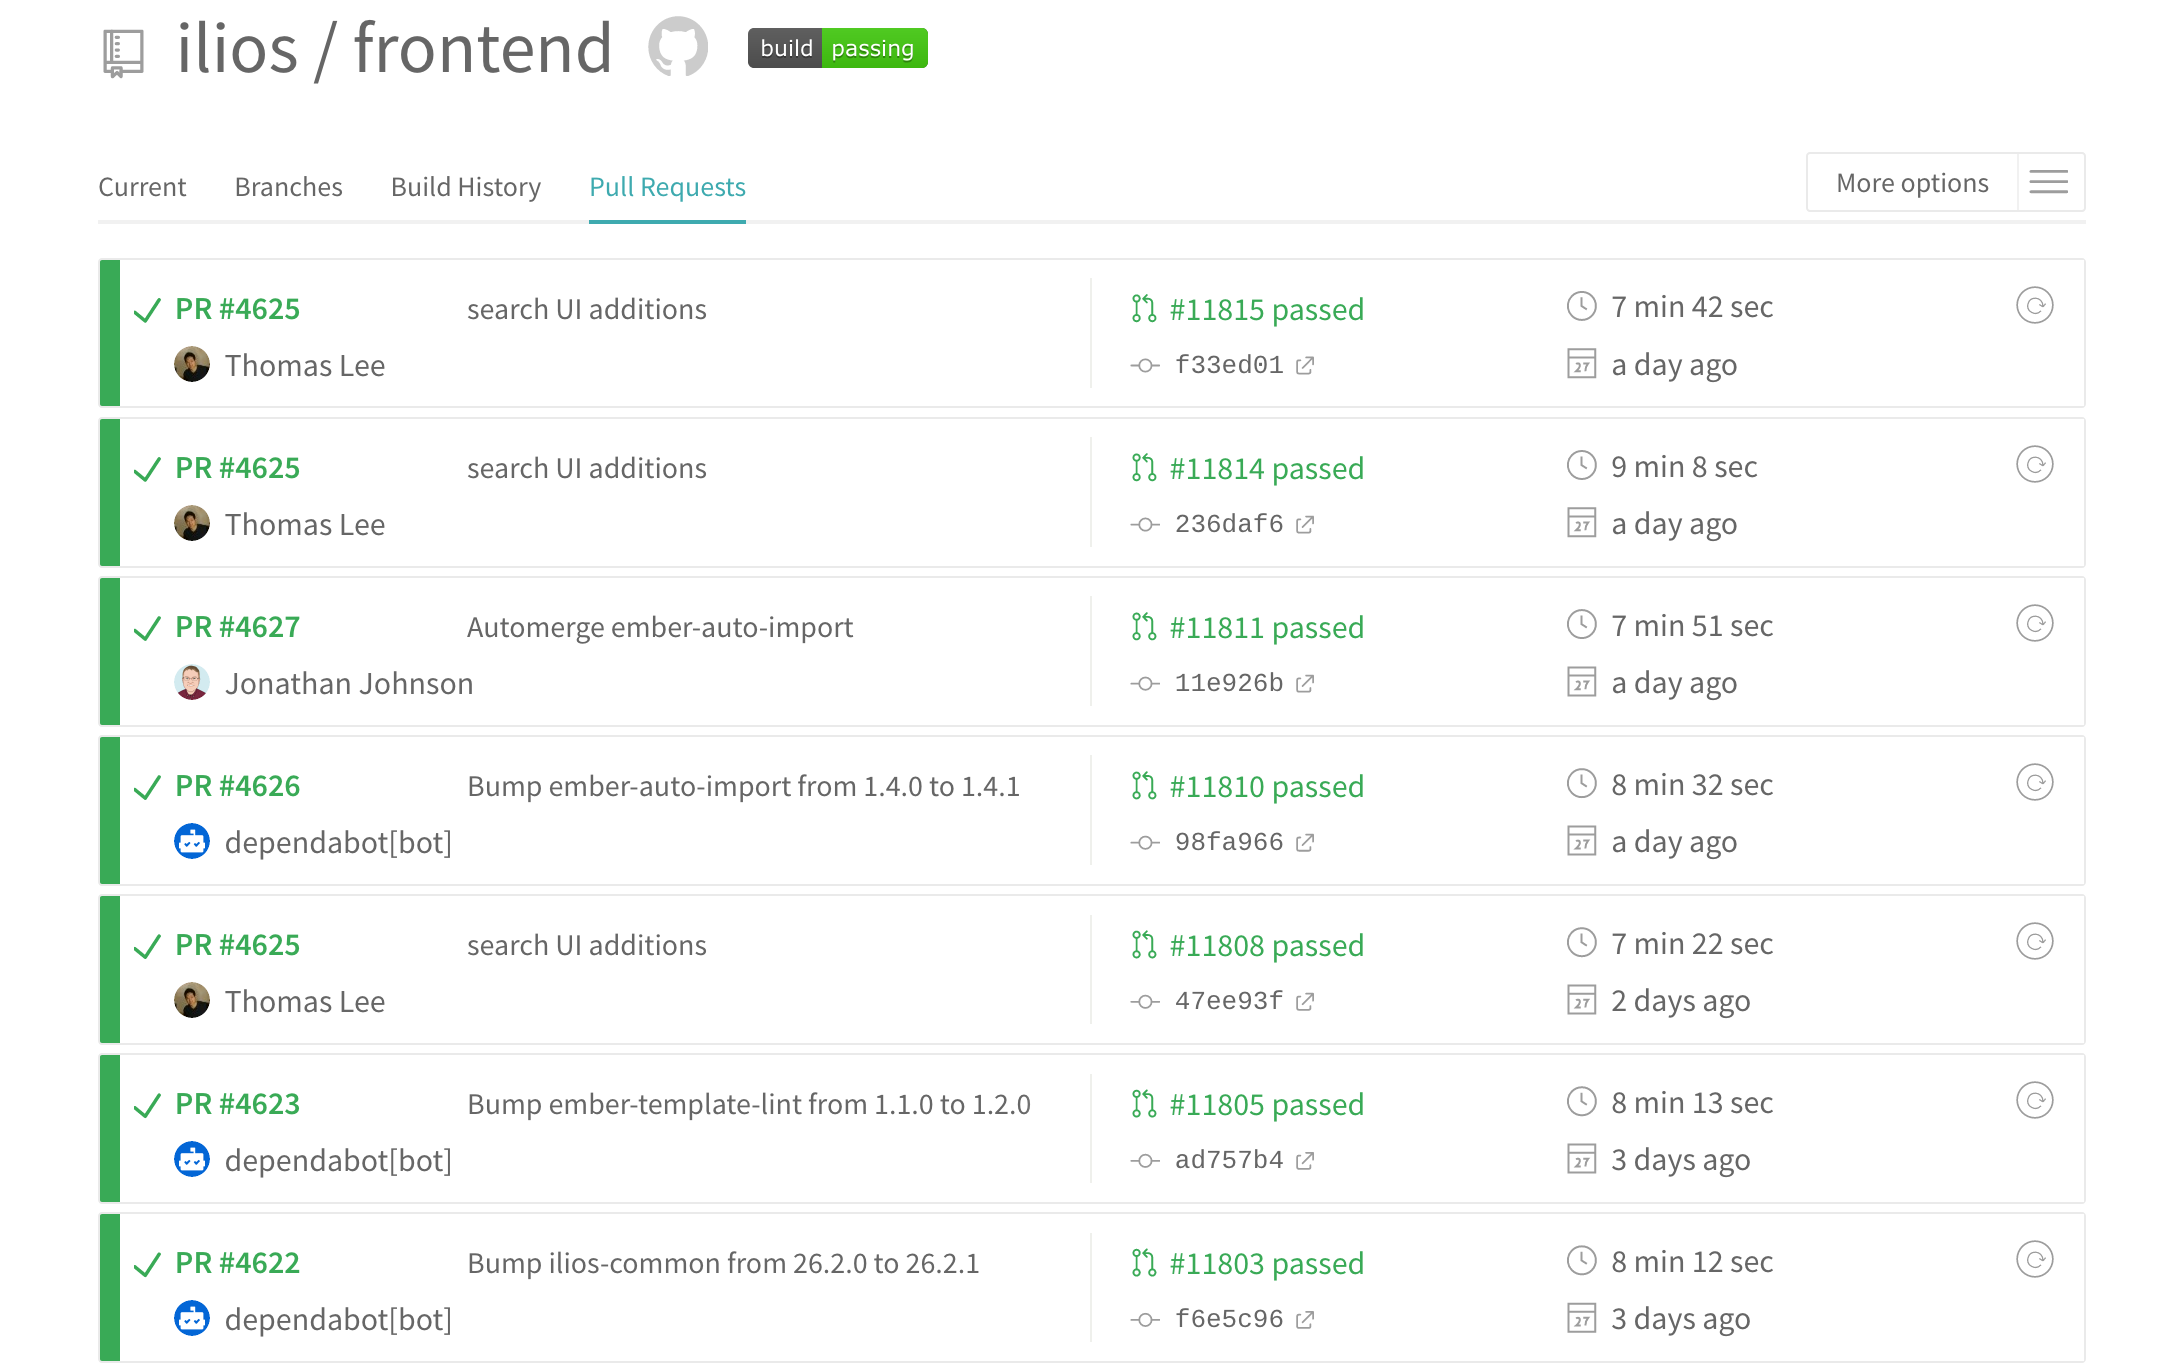 ilios / frontend build passing
Current Branches Build History Pull Requests More options
PR #4625 search UI additions #11815 passed 7 min 42 sec
Thomas Lee f33ed01 27 a day ago
PR #4625 search UI additions #11814 passed 9 min 8 sec
Thomas Lee 236daf6 27 a day ago
PR #4627 Automerge ember-auto-import #11811 passed 7 min 51 sec
Jonathan Johnson 11e926b 27 a day ago
PR #4626 Bump ember-auto-import from 1.4.0 to 1.4.1 #11810 passed 8 min 32 sec
dependabot[bot] 98fa966 27 a day ago
PR #4625 search UI additions #11808 passed 7 min 22 sec
Thomas Lee 47ee93f 27 2 days ago
PR #4623 Bump ember-template-lint from 1.1.0 to 1.2.0 #11805 passed 8 min 13 sec
dependabot[bot] ad757b4 27 3 days ago
PR #4622 Bump ilios-common from 26.2.0 to 26.2.1 #11803 passed 8 min 12 sec
dependabot[bot] f6e5c96 27 3 days ago